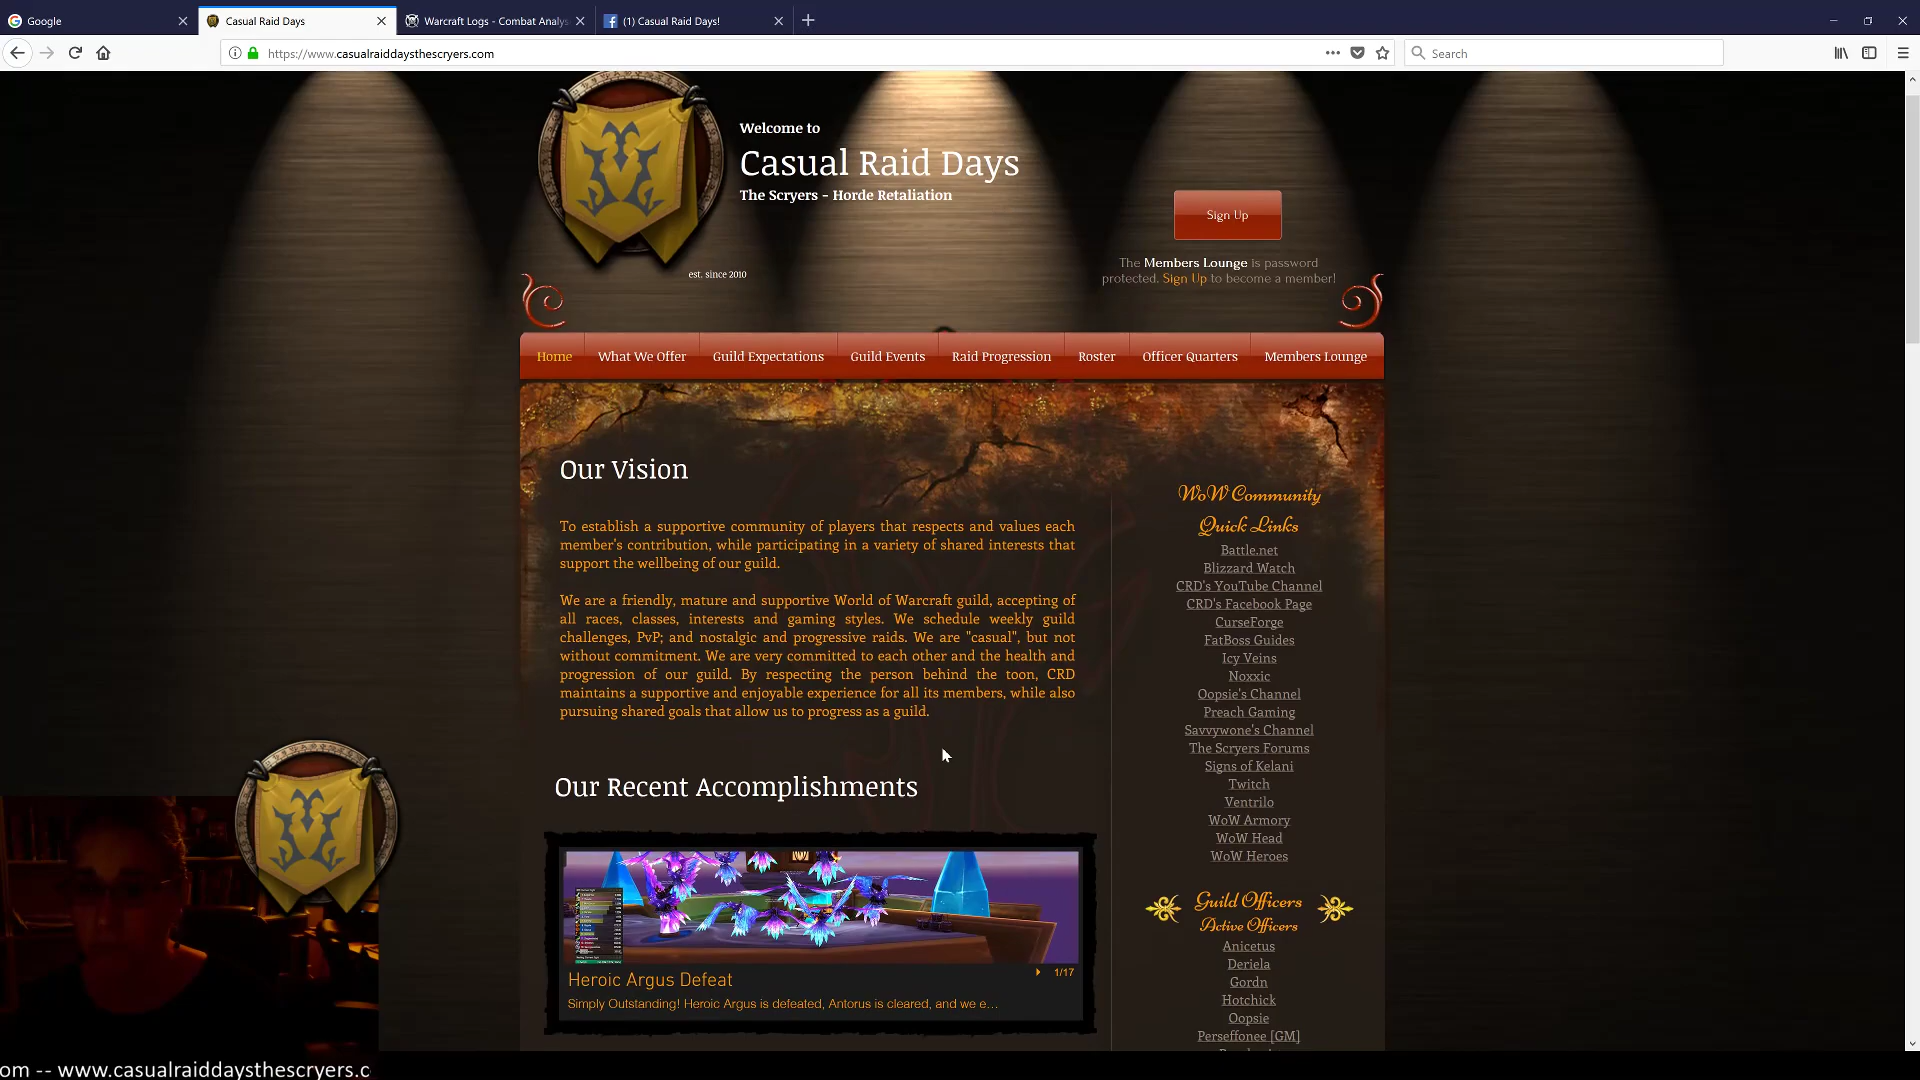 Google
Casual Raid Days
Warcraft Logs - Combat Analys
(1) Casual Raid Days!
https://www.casualraiddaysthescryers.com
Search
Welcome to
Casual Raid Days
The Scryers - Horde Retaliation
est. since 2010
Sign Up
The Members Lounge is password
protected. Sign Up to become a member!
Home
What We Offer
Guild Expectations
Guild Events
Raid Progression
Roster
Officer Quarters
Members Lounge
Our Vision
To establish a supportive community of players that respects and values each
member's contribution, while participating in a variety of shared interests that
support the wellbeing of our guild.
We are a friendly, mature and supportive World of Warcraft guild, accepting of
all races, classes, interests and gaming styles. We schedule weekly guild
challenges, PvP; and nostalgic and progressive raids. We are "casual", but not
without commitment. We are very committed to each other and the health and
progression of our guild. By respecting the person behind the toon, CRD
maintains a supportive and enjoyable experience for all its members, while also
pursuing shared goals that allow us to progress as a guild.
Our Recent Accomplishments
Heroic Argus Defeat
1/17
Simply Outstanding! Heroic Argus is defeated, Antorus is cleared, and we e...
WoW Community
Quick Links
Battle.net
Blizzard Watch
CRD's YouTube Channel
CRD's Facebook Page
CurseForge
FatBoss Guides
Icy Veins
Noxxic
Oopsie's Channel
Preach Gaming
Savvywone's Channel
The Scryers Forums
Signs of Kelani
Twitch
Ventrilo
WoW Armory
WoW Head
WoW Heroes
Guild Officers
Active Officers
Anicetus
Deriela
Gordn
Hotchick
Oopsie
Perseffonee [GM]
om -- www.casualraiddaysthescryers.c